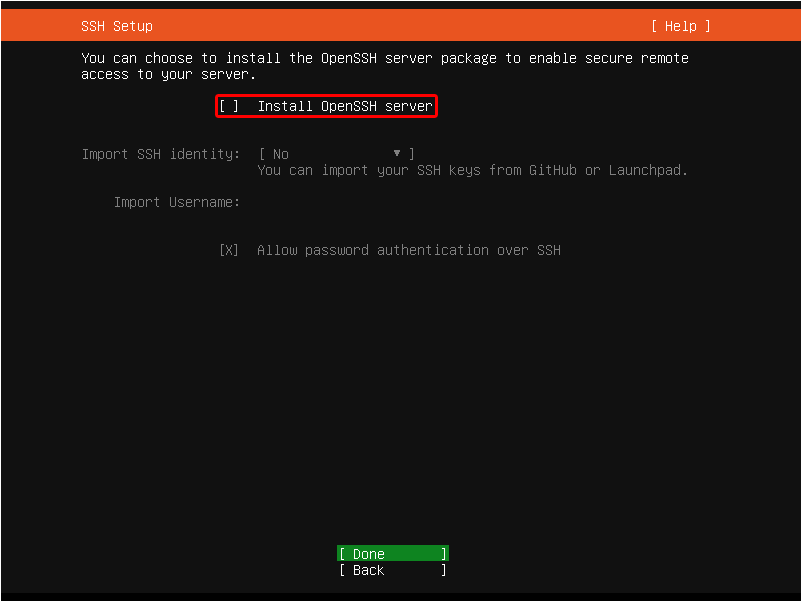 SSH Setup [ Help ]
You can choose to install the OpenSSH server package to enable secure remote
access to your server.
[ ] Install OpenSSH server
Import SSH identity: [ No ▼ ]
You can import your SSH keys from GitHub or Launchpad.
Import Username:
[X] Allow password authentication over SSH
[ Done ]
[ Back ]